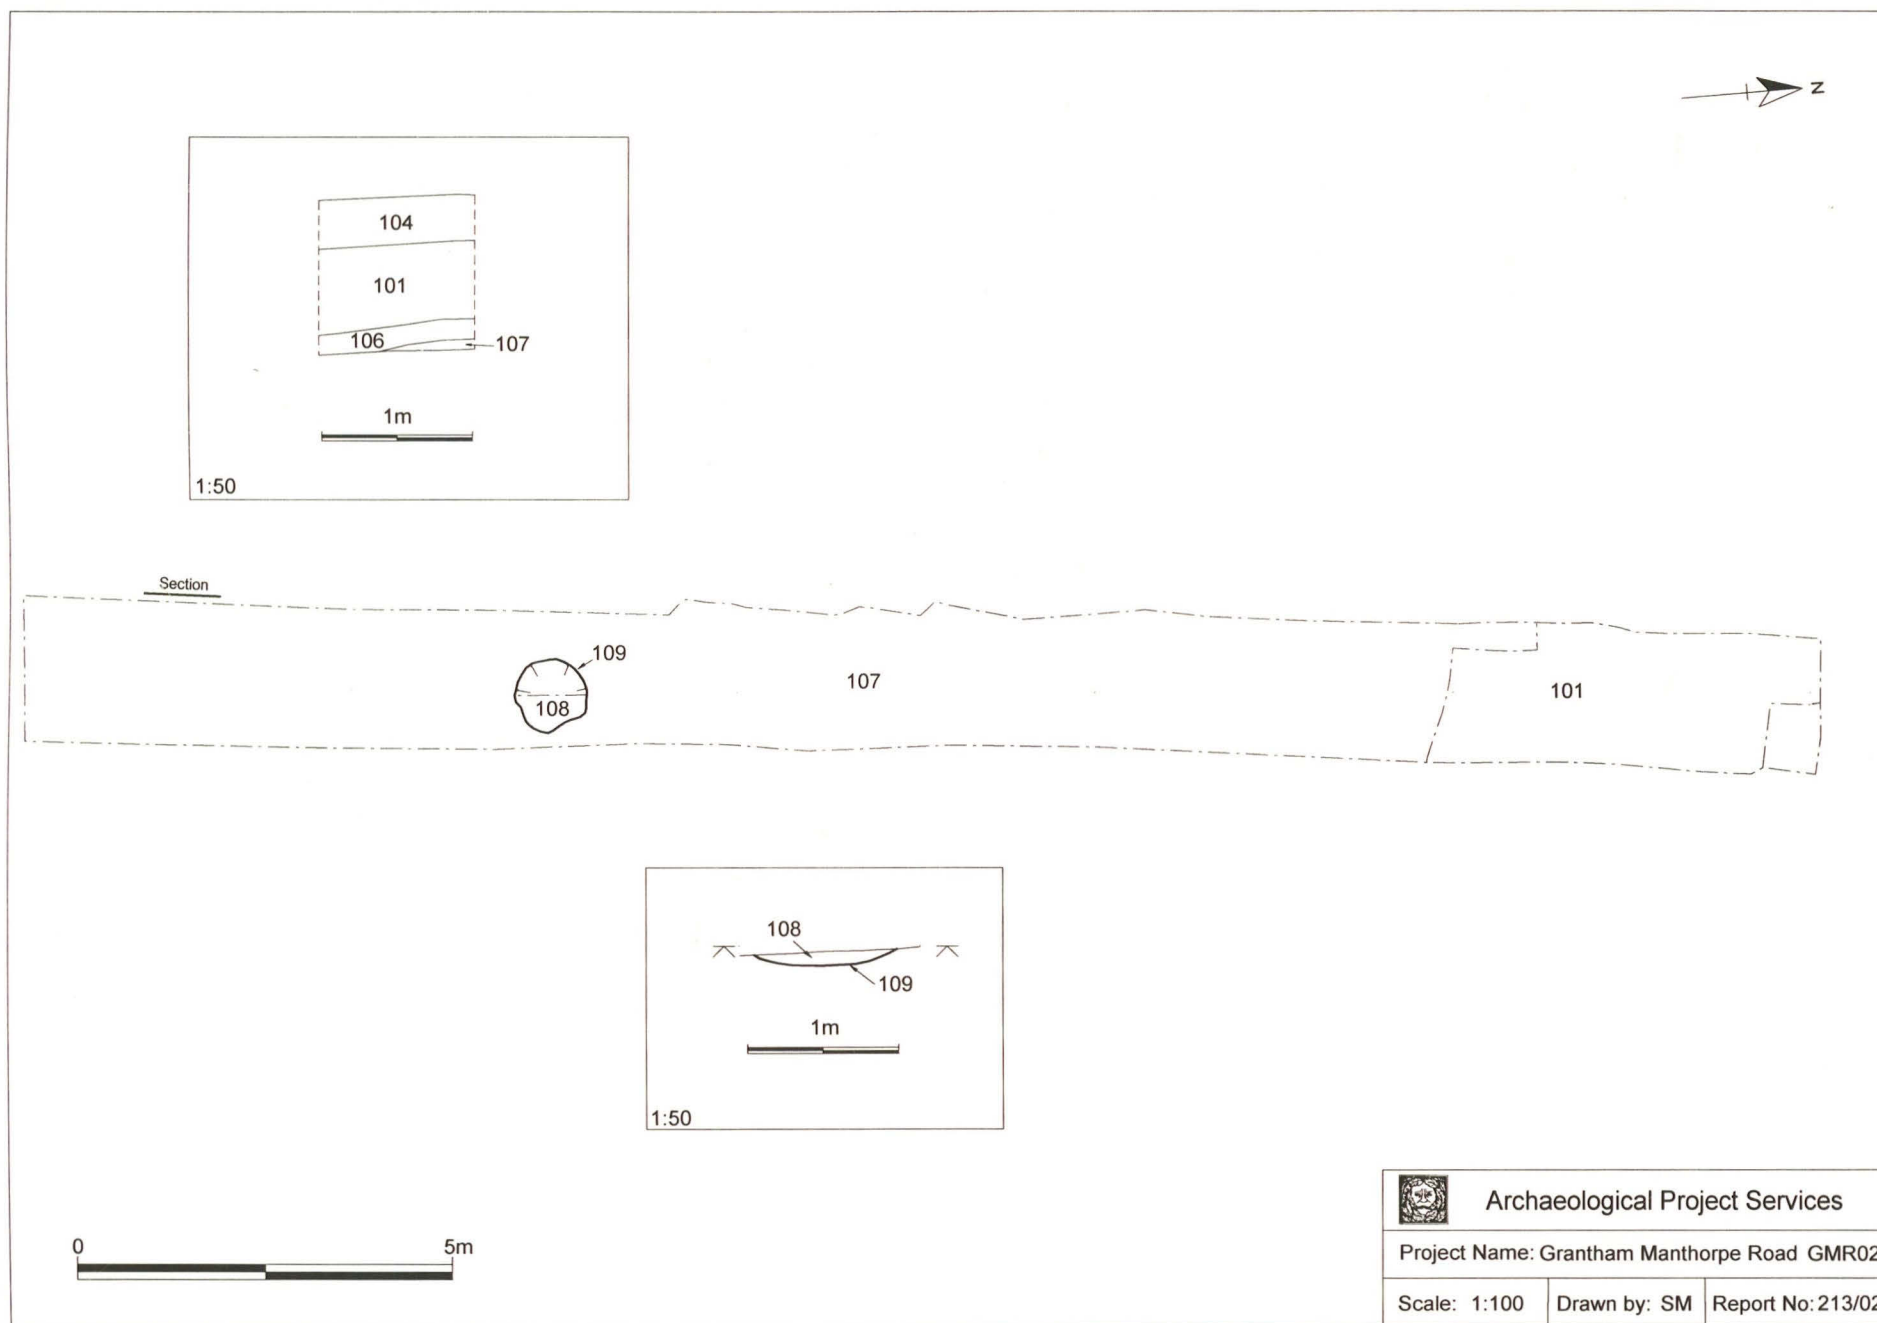 N
104
101
106
107
1m
1:50
Section
109
108
107
101
108
109
1m
1:50
0 5m
Archaeological Project Services
Project Name: Grantham Manthorpe Road GMR02
Scale: 1:100 Drawn by: SM Report No: 213/02